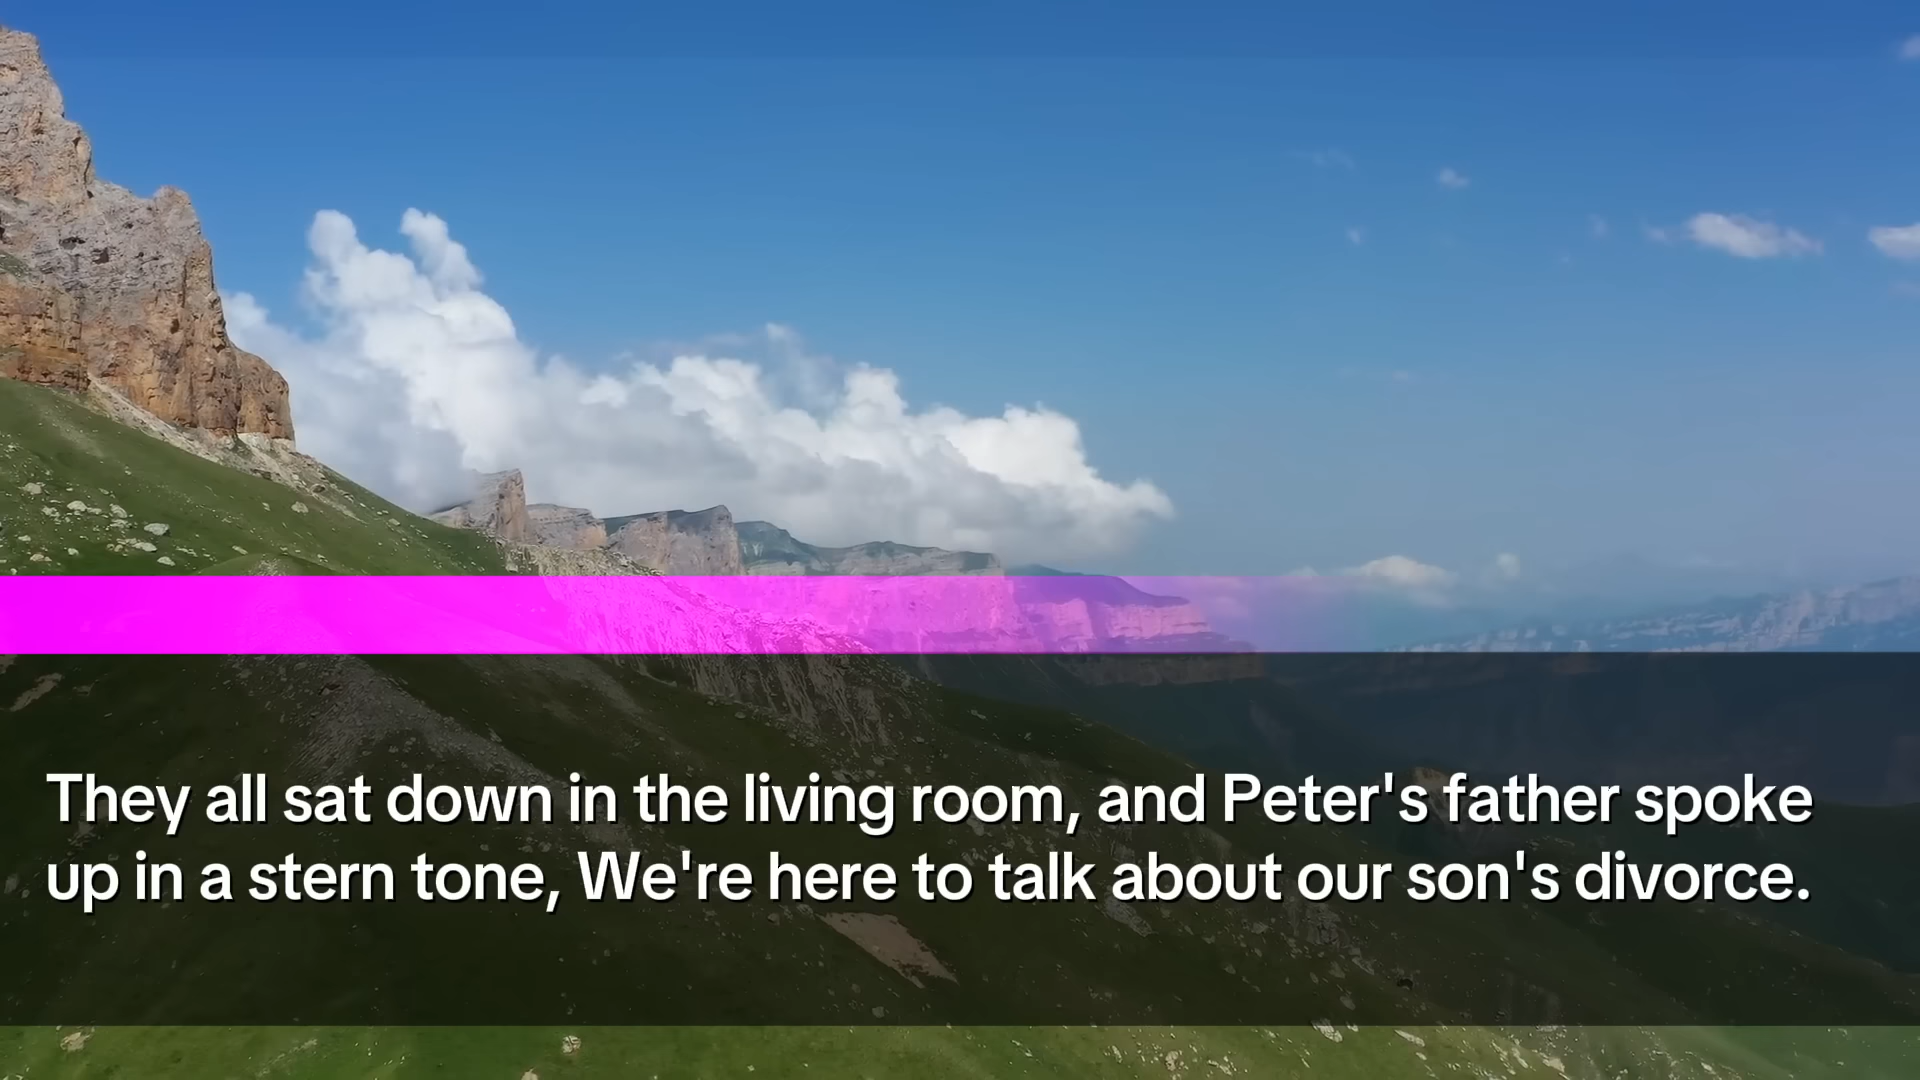 They all sat down in the living room, and Peter's father spoke
up in a stern tone, We're here to talk about our son's divorce.